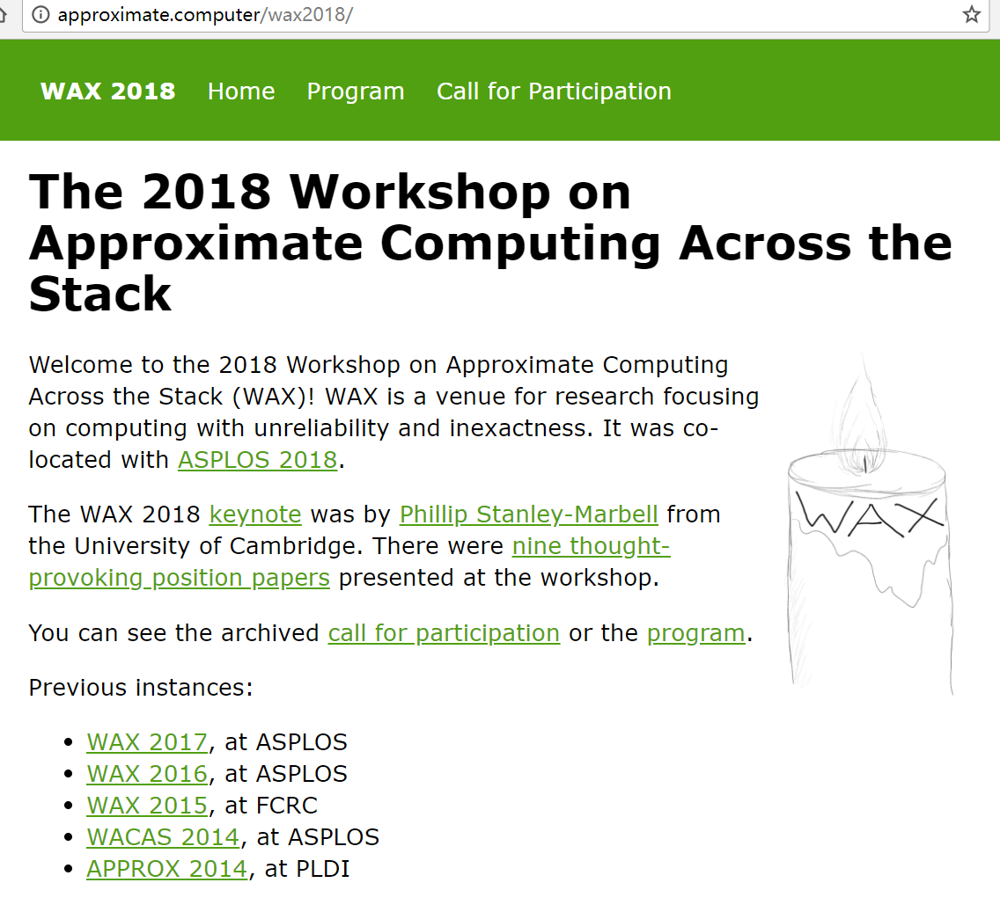 approximate.computer/wax2018/
WAX 2018 Home Program Call for Participation
The 2018 Workshop on
Approximate Computing Across the
Stack
Welcome to the 2018 Workshop on Approximate Computing
Across the Stack (WAX)! WAX is a venue for research focusing
on computing with unreliability and inexactness. It was co-
located with ASPLOS 2018.
WAX
The WAX 2018 keynote was by Phillip Stanley-Marbell from
the University of Cambridge. There were nine thought-
provoking position papers presented at the workshop.
You can see the archived call for participation or the program.
Previous instances:
• WAX 2017, at ASPLOS
• WAX 2016, at ASPLOS
• WAX 2015, at FCRC
• WACAS 2014, at ASPLOS
• APPROX 2014, at PLDI